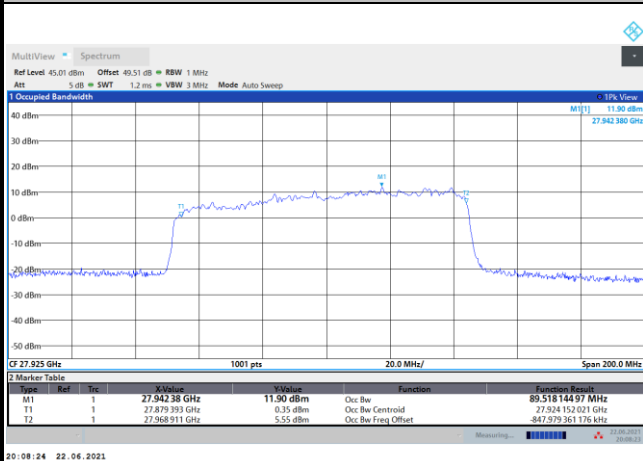 MultiView Spectrum
Ref Level 45.01 dBm Offset 49.51 dB RBW 1 MHz
Att 5 dB SWT 1.2 ms VBW 3 MHz Mode Auto Sweep
1 Occupied Bandwidth 1Pk View
M1[1] 11.90 dBm
27.942 380 GHz
40 dBm
30 dBm
20 dBm
M1
10 dBm
T1
T2
0 dBm
-10 dBm
-20 dBm
-30 dBm
-40 dBm
-50 dBm
CF 27.925 GHz 1001 pts 20.0 MHz/ Span 200.0 MHz
2 Marker Table
Type Ref Trc X-Value Y-Value Function Function Result
M1 1 27.942 38 GHz 11.90 dBm Occ Bw 89.518 144 97 MHz
T1 1 27.879 393 GHz 0.35 dBm Occ Bw Centroid 27.924 152 021 GHz
T2 1 27.968 911 GHz 5.55 dBm Occ Bw Freq Offset -847.979 361 176 kHz
Measuring... 22.06.2021
20:08:23
20:08:24 22.06.2021